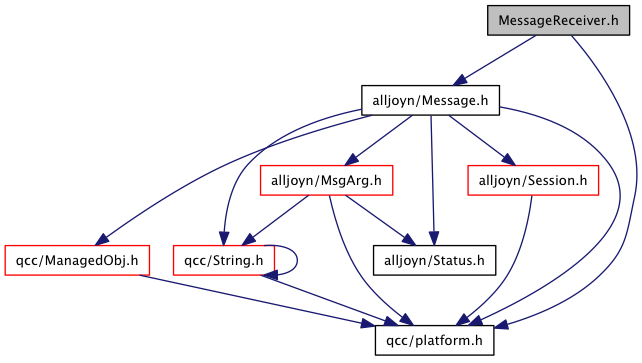 MessageReceiver.h
alljoyn/Message.h
alljoyn/MsgArg.h
alljoyn/Session.h
qcc/ManagedObj.h
qcc/String.h
alljoyn/Status.h
qcc/platform.h